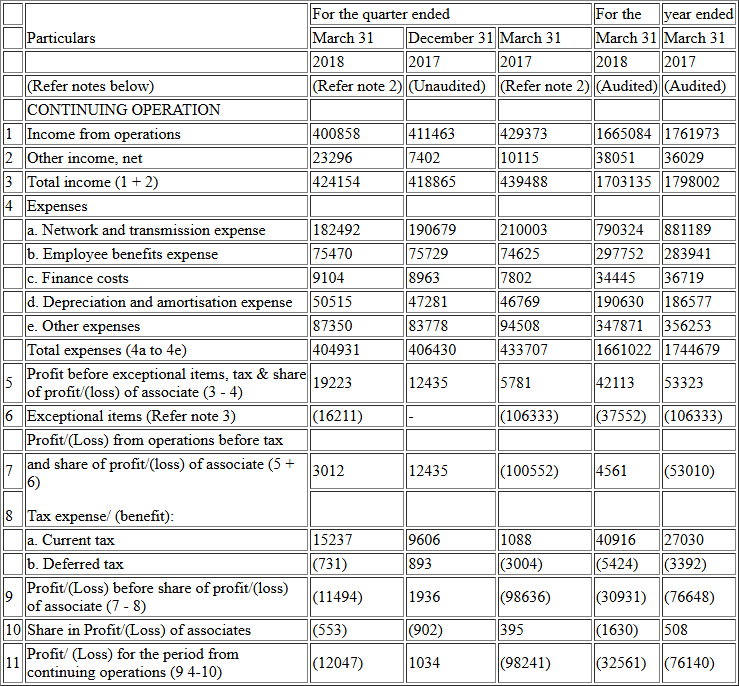 For the quarter ended For the year ended
Particulars March 31 December 31 March 31 March 31 March 31
2018 2017 2017 2018 2017
(Refer notes below) (Refer note 2) (Unaudited) (Refer note 2) (Audited) (Audited)
CONTINUING OPERATION
1 Income from operations 400858 411463 429373 1665084 1761973
2 Other income, net 23296 7402 10115 38051 36029
3 Total income (1 + 2) 424154 418865 439488 1703135 1798002
4 Expenses
a. Network and transmission expense 182492 190679 210003 790324 881189
b. Employee benefits expense 75470 75729 74625 297752 283941
c. Finance costs 9104 8963 7802 34445 36719
d. Depreciation and amortisation expense 50515 47281 46769 190630 186577
e. Other expenses 87350 83778 94508 347871 356253
Total expenses (4a to 4e) 404931 406430 433707 1661022 1744679
5 Profit before exceptional items, tax & share
of profit/(loss) of associate (3 - 4) 19223 12435 5781 42113 53323
6 Exceptional items (Refer note 3) (16211) - (106333) (37552) (106333)
Profit/(Loss) from operations before tax
7 and share of profit/(loss) of associate (5 +
6) 3012 12435 (100552) 4561 (53010)
8 Tax expense/ (benefit):
a. Current tax 15237 9606 1088 40916 27030
b. Deferred tax (731) 893 (3004) (5424) (3392)
9 Profit/(Loss) before share of profit/(loss)
of associate (7 - 8) (11494) 1936 (98636) (30931) (76648)
10 Share in Profit/(Loss) of associates (553) (902) 395 (1630) 508
11 Profit/ (Loss) for the period from
continuing operations (9 4-10) (12047) 1034 (98241) (32561) (76140)